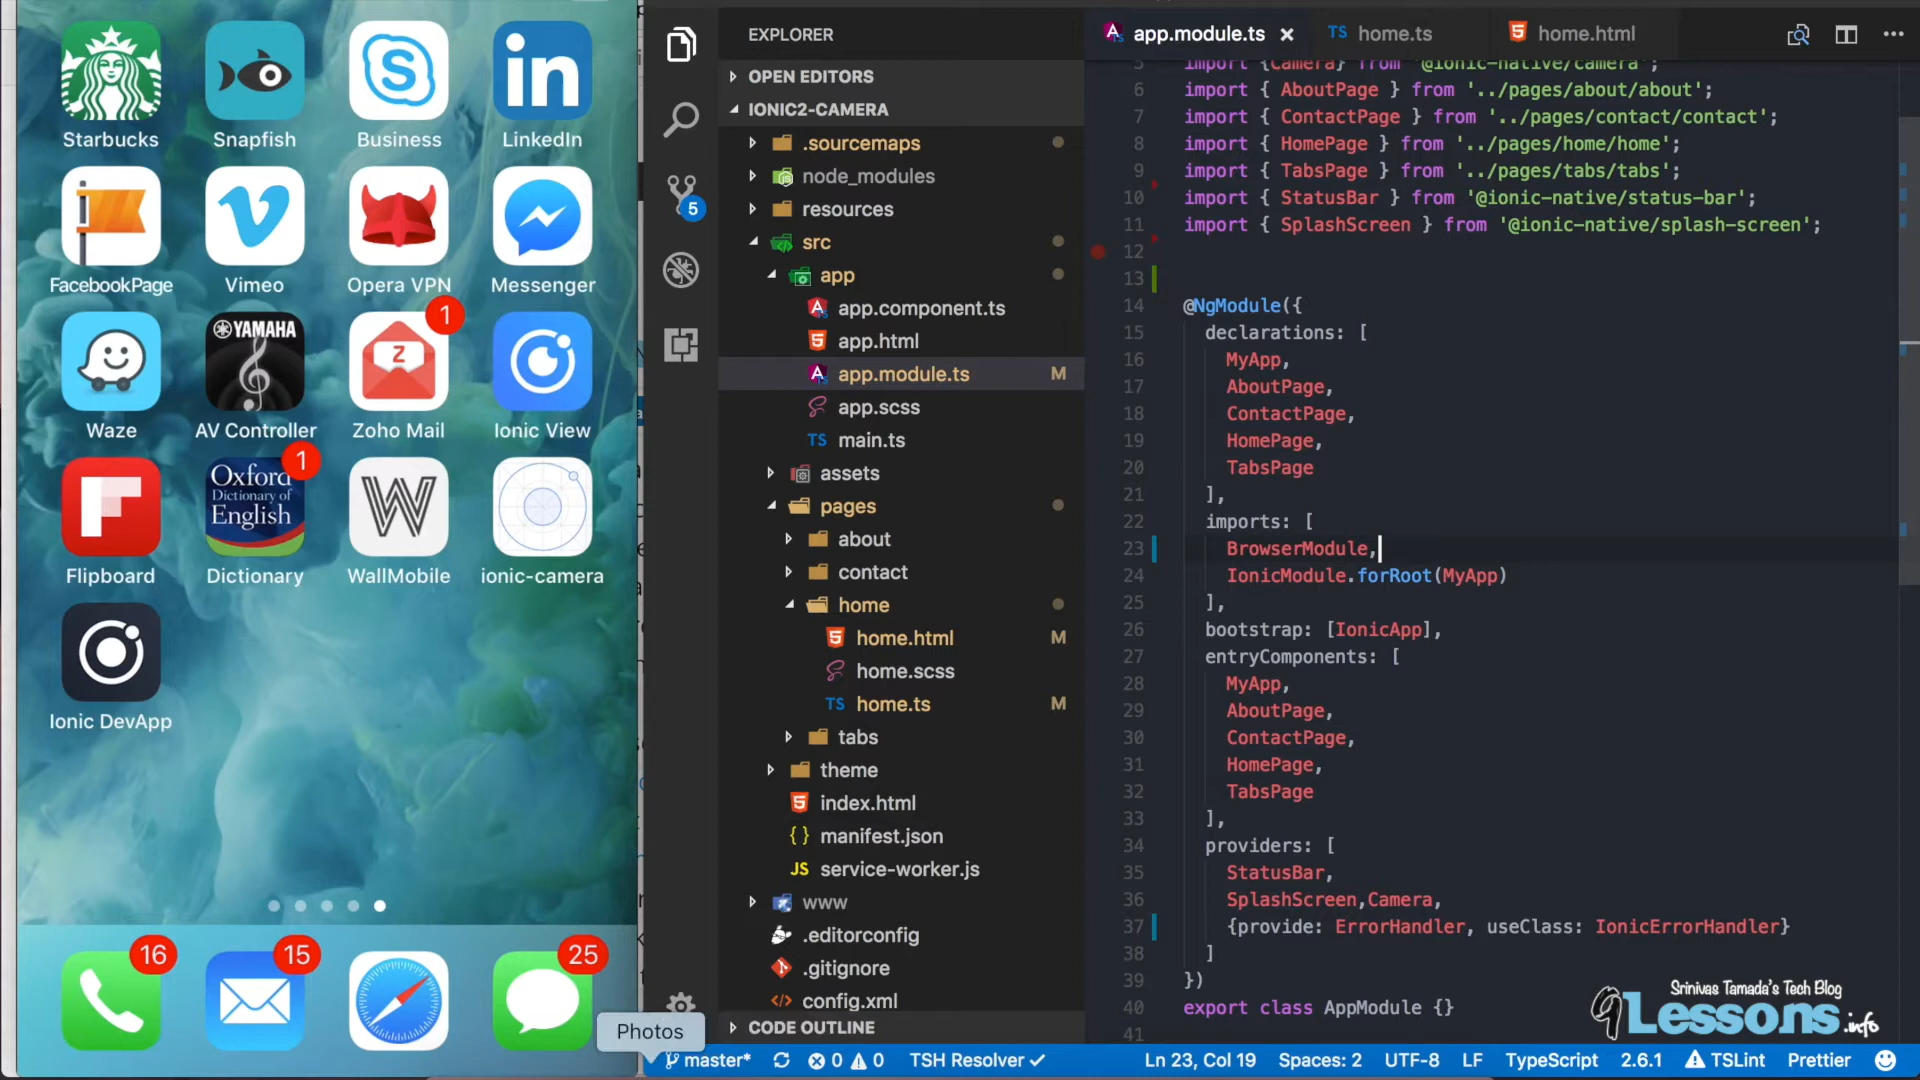 Starbucks
Snapfish
Business
LinkedIn
FacebookPage
Vimeo
Opera VPN
Messenger
YAMAHA
1
Waze
AV Controller
Zoho Mail
Ionic View
Oxford
Dictionary of
English
1
Flipboard
Dictionary
WallMobile
ionic-camera
Ionic DevApp
16
15
25
Photos
5
EXPLORER
OPEN EDITORS
IONIC2-CAMERA
.sourcemaps
node_modules
resources
src
app
app.component.ts
app.html
app.module.ts M
app.scss
TS main.ts
assets
pages
about
contact
home
home.html M
home.scss
TS home.ts M
tabs
theme
index.html
{ } manifest.json
JS service-worker.js
www
.editorconfig
.gitignore
config.xml
CODE OUTLINE
app.module.ts
TS home.ts
home.html
5 import {Camera} from '@ionic-native/camera';
6 import { AboutPage } from '../pages/about/about';
7 import { ContactPage } from '../pages/contact/contact';
8 import { HomePage } from '../pages/home/home';
9 import { TabsPage } from '../pages/tabs/tabs';
10 import { StatusBar } from '@ionic-native/status-bar';
11 import { SplashScreen } from '@ionic-native/splash-screen';
12
13
14 @NgModule({
15 declarations: [
16 MyApp,
17 AboutPage,
18 ContactPage,
19 HomePage,
20 TabsPage
21 ],
22 imports: [
23 BrowserModule,
24 IonicModule.forRoot(MyApp)
25 ],
26 bootstrap: [IonicApp],
27 entryComponents: [
28 MyApp,
29 AboutPage,
30 ContactPage,
31 HomePage,
32 TabsPage
33 ],
34 providers: [
35 StatusBar,
36 SplashScreen,Camera,
37 {provide: ErrorHandler, useClass: IonicErrorHandler}
38 ]
39 })
40 export class AppModule {}
41
Srinivas Tamada's Tech Blog
9Lessons.info
master* 0 0 TSH Resolver Ln 23, Col 19 Spaces: 2 UTF-8 LF TypeScript 2.6.1 TSLint Prettier